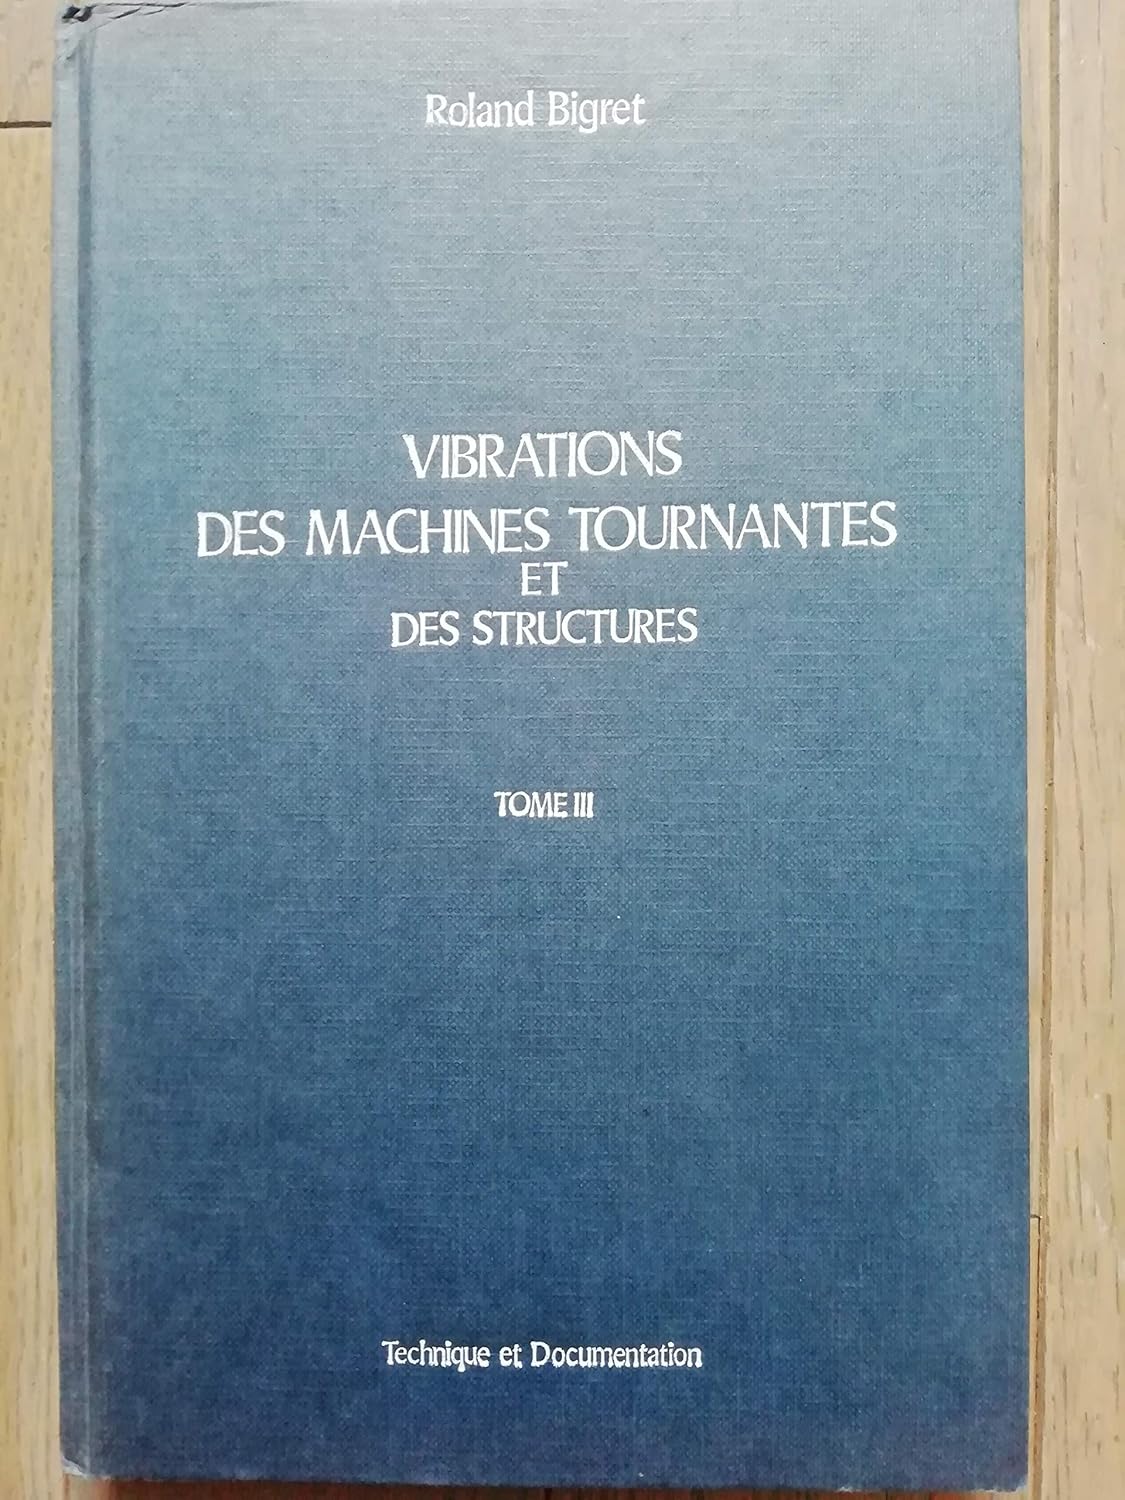 Roland Bigret
VIBRATIONS
DES MACHINES TOURNANTES
ET
DES STRUCTURES
TOME III
Technique et Documentation